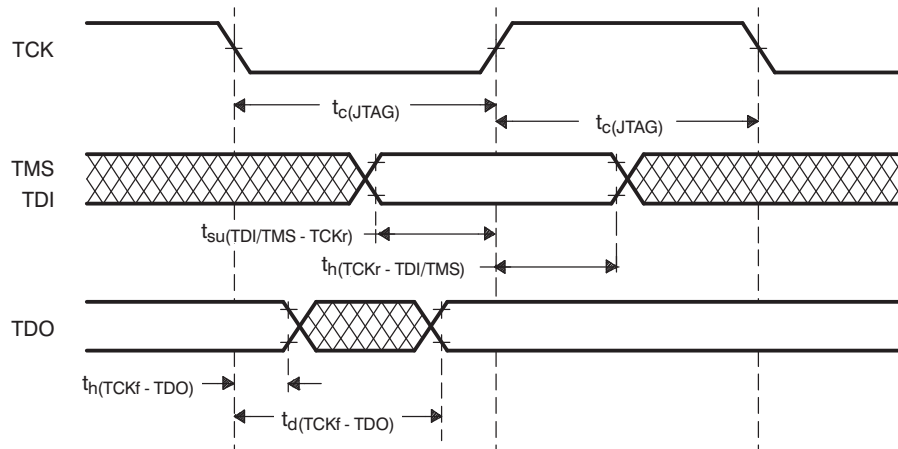 TCK
tc(JTAG)
tc(JTAG)
TMS
TDI
tsu(TDI/TMS - TCKr)
th(TCKr - TDI/TMS)
TDO
th(TCKf - TDO)
td(TCKf - TDO)